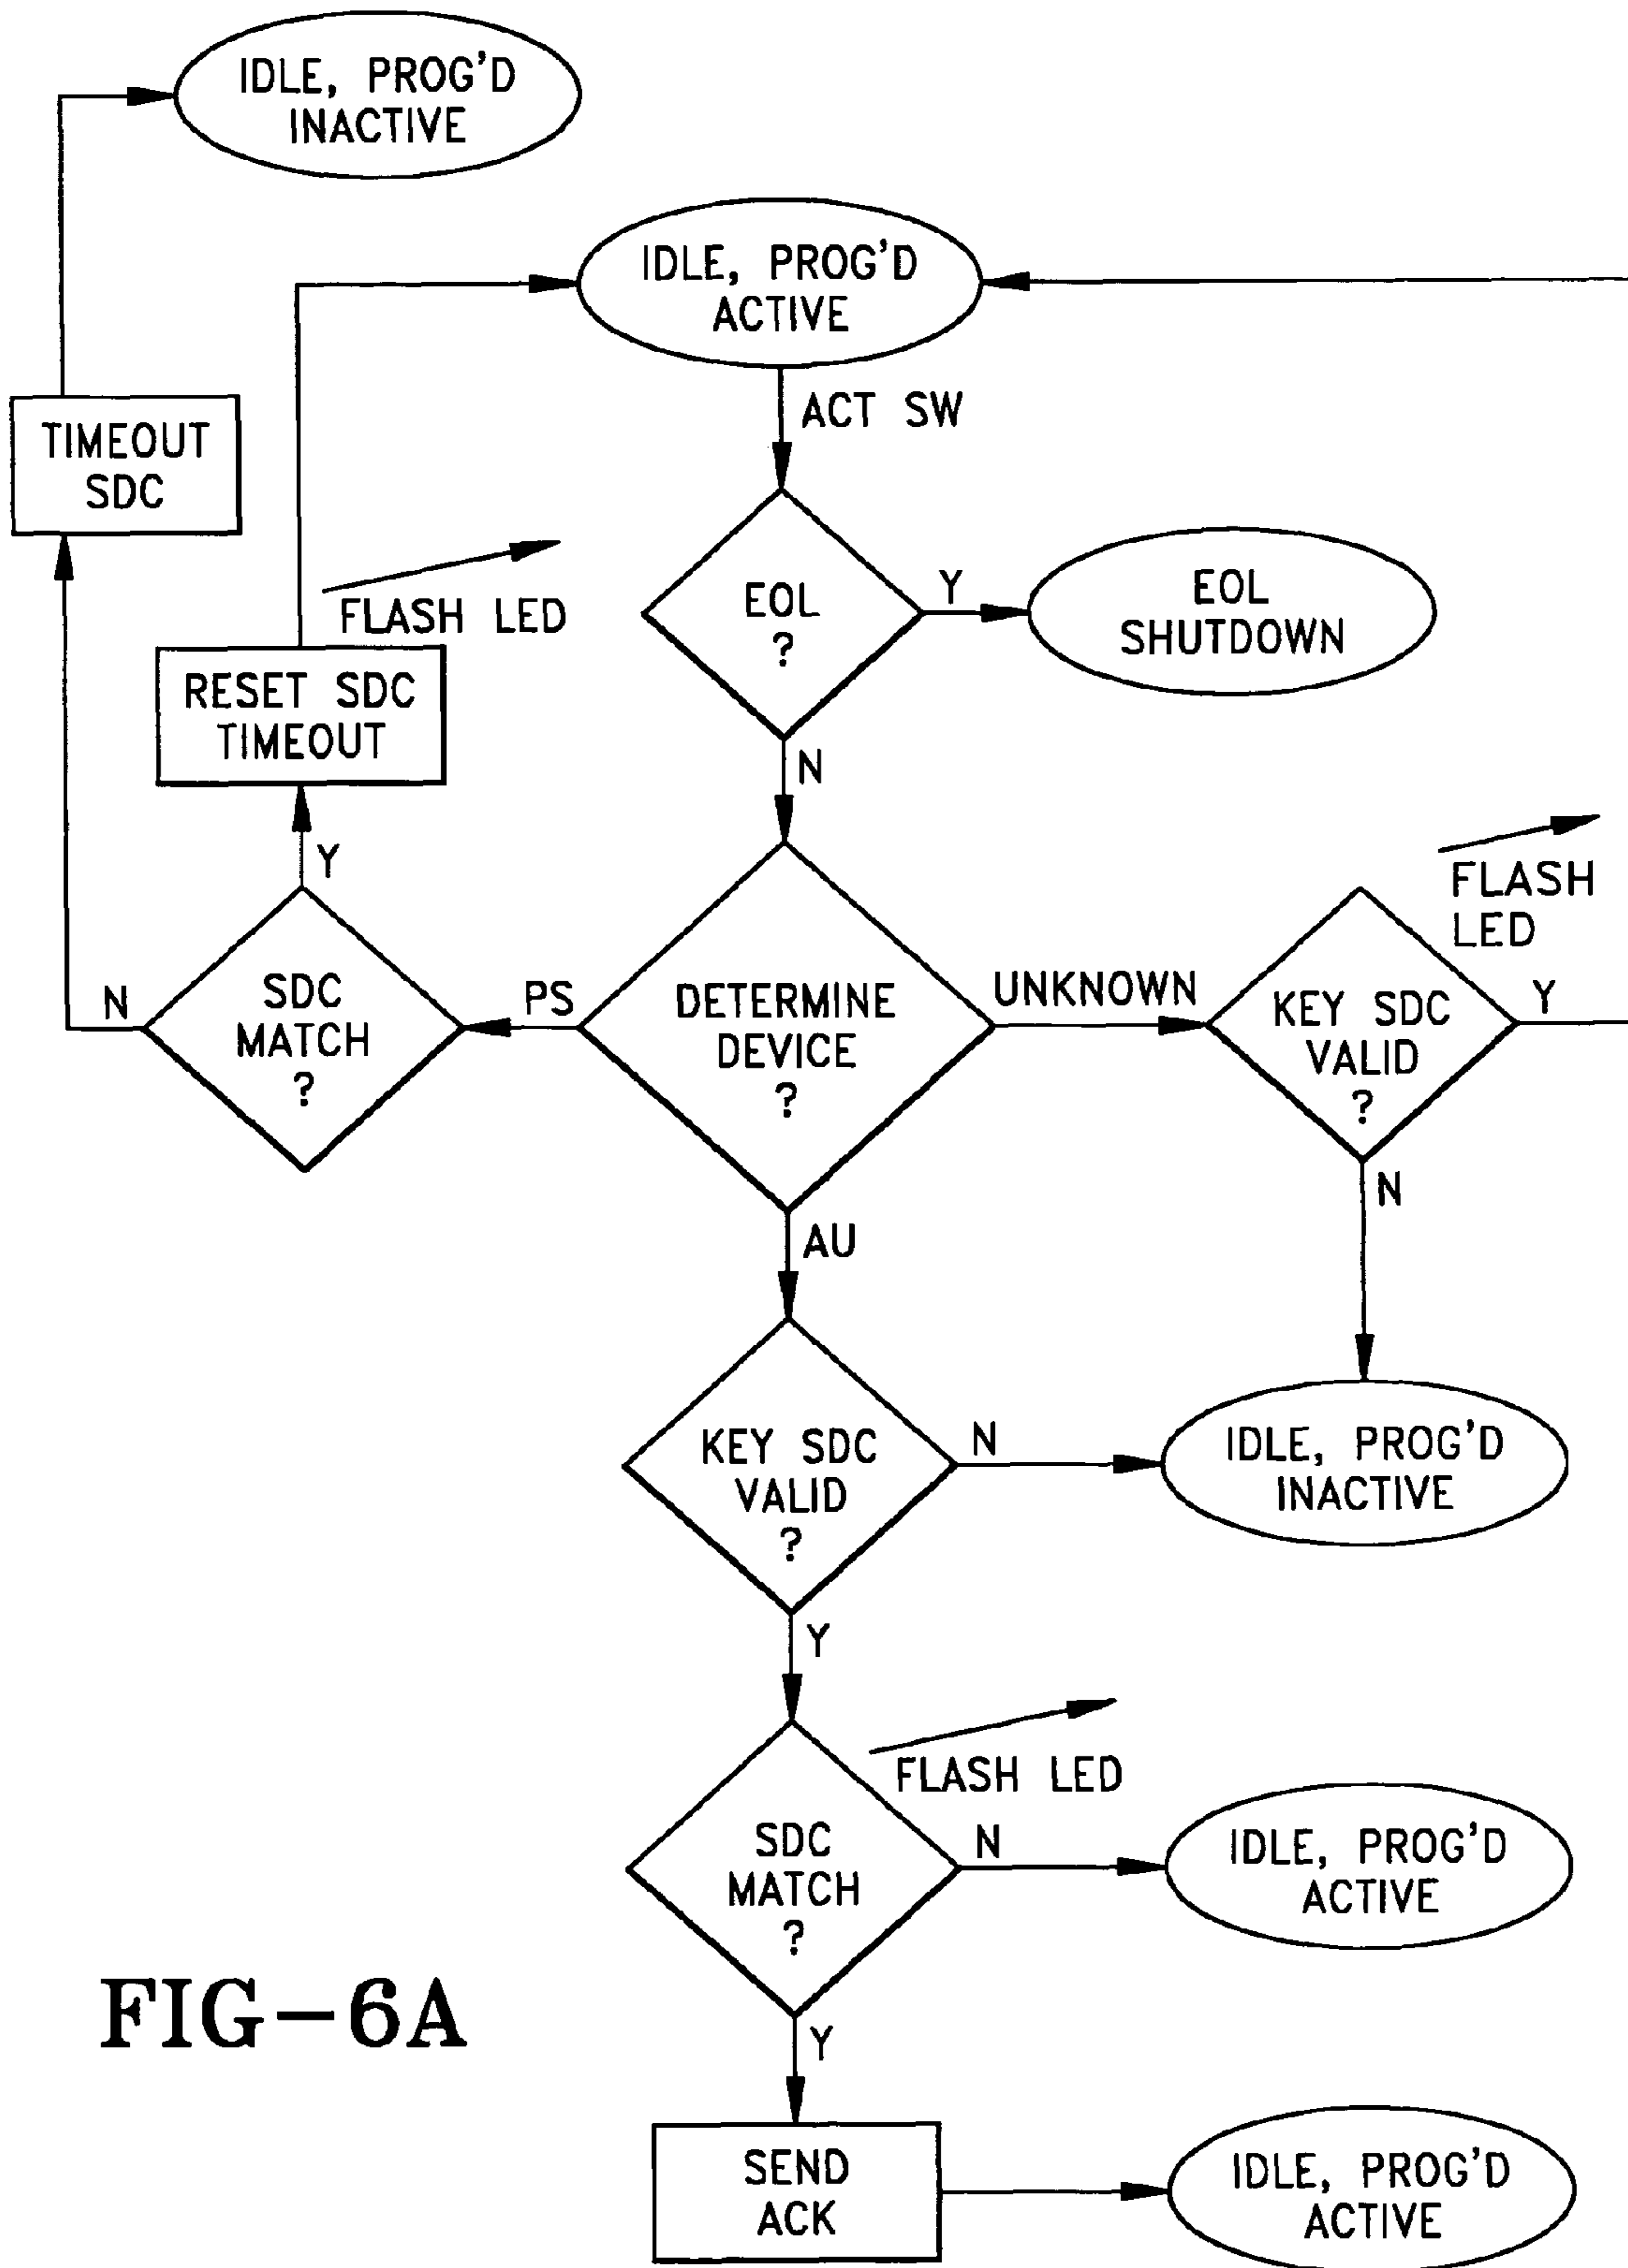 IDLE, PROG'D
INACTIVE
IDLE, PROG'D
ACTIVE
ACT SW
TIMEOUT
SDC
EOL
?
Y
EOL
SHUTDOWN
FLASH LED
RESET SDC
TIMEOUT
N
Y
FLASH
LED
SDC
MATCH
?
N
PS
DETERMINE
DEVICE
?
UNKNOWN
KEY SDC
VALID
?
Y
N
AU
KEY SDC
VALID
?
N
IDLE, PROG'D
INACTIVE
Y
FLASH LED
SDC
MATCH
?
N
IDLE, PROG'D
ACTIVE
Y
FIG-6A
SEND
ACK
IDLE, PROG'D
ACTIVE